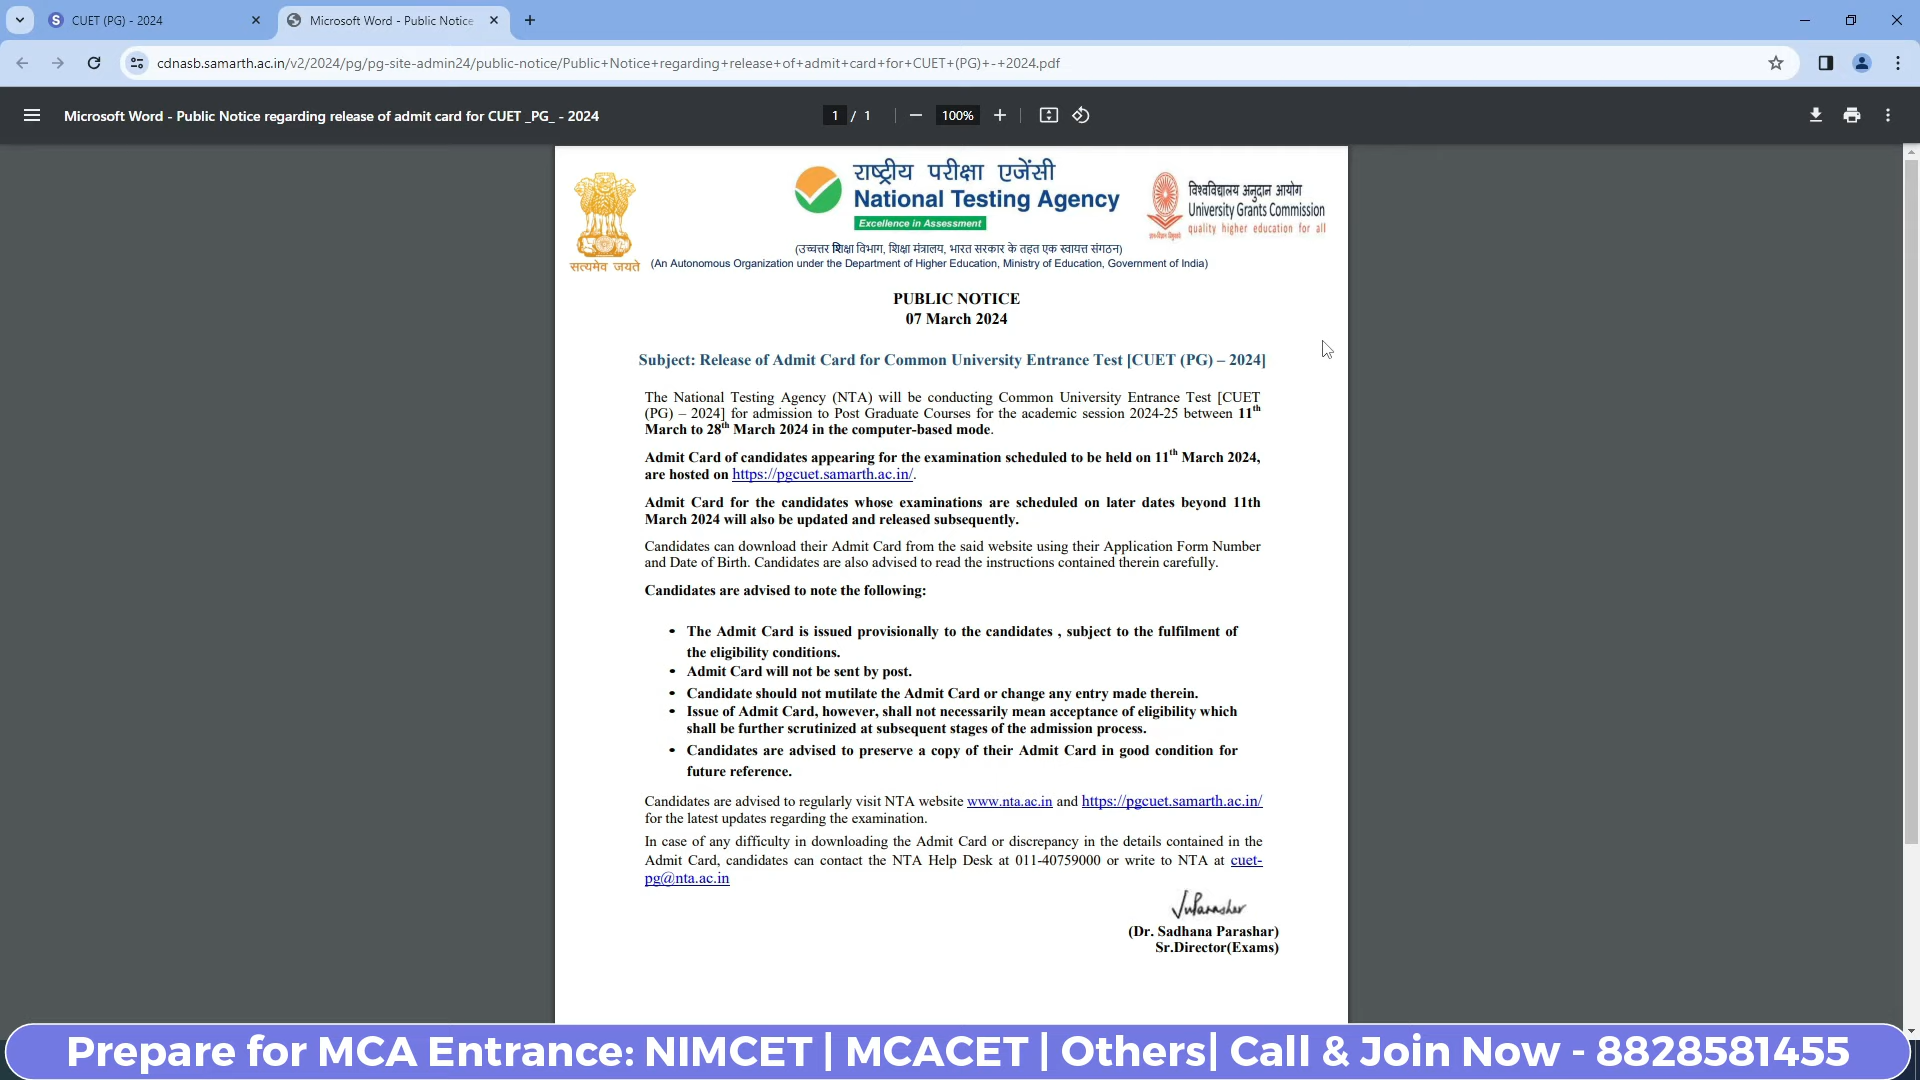 CUET (PG) - 2024
Microsoft Word - Public Notice
cdnasb.samarth.ac.in/v2/2024/pg/pg-site-admin24/public-notice/Public+Notice+regarding+release+of+admit+card+for+CUET+(PG)+-+2024.pdf
Microsoft Word - Public Notice regarding release of admit card for CUET _PG_ - 2024
1 / 1
100%
राष्ट्रीय परीक्षा एजेंसी
National Testing Agency
Excellence in Assessment
विश्वविद्यालय अनुदान आयोग
University Grants Commission
quality higher education for all
सत्यमेव जयते
(उच्चत्तर शिक्षा विभाग, शिक्षा मंत्रालय, भारत सरकार के तहत एक स्वायत्त संगठन)
(An Autonomous Organization under the Department of Higher Education, Ministry of Education, Government of India)
PUBLIC NOTICE
07 March 2024
Subject: Release of Admit Card for Common University Entrance Test [CUET (PG) – 2024]
The National Testing Agency (NTA) will be conducting Common University Entrance Test [CUET
(PG) – 2024] for admission to Post Graduate Courses for the academic session 2024-25 between 11th
March to 28th March 2024 in the computer-based mode.
Admit Card of candidates appearing for the examination scheduled to be held on 11th March 2024,
are hosted on https://pgcuet.samarth.ac.in/.
Admit Card for the candidates whose examinations are scheduled on later dates beyond 11th
March 2024 will also be updated and released subsequently.
Candidates can download their Admit Card from the said website using their Application Form Number
and Date of Birth. Candidates are also advised to read the instructions contained therein carefully.
Candidates are advised to note the following:
• The Admit Card is issued provisionally to the candidates , subject to the fulfilment of
the eligibility conditions.
• Admit Card will not be sent by post.
• Candidate should not mutilate the Admit Card or change any entry made therein.
• Issue of Admit Card, however, shall not necessarily mean acceptance of eligibility which
shall be further scrutinized at subsequent stages of the admission process.
• Candidates are advised to preserve a copy of their Admit Card in good condition for
future reference.
Candidates are advised to regularly visit NTA website www.nta.ac.in and https://pgcuet.samarth.ac.in/
for the latest updates regarding the examination.
In case of any difficulty in downloading the Admit Card or discrepancy in the details contained in the
Admit Card, candidates can contact the NTA Help Desk at 011-40759000 or write to NTA at cuet-
pg@nta.ac.in
(Dr. Sadhana Parashar)
Sr.Director(Exams)
Prepare for MCA Entrance: NIMCET | MCACET | Others| Call & Join Now - 8828581455